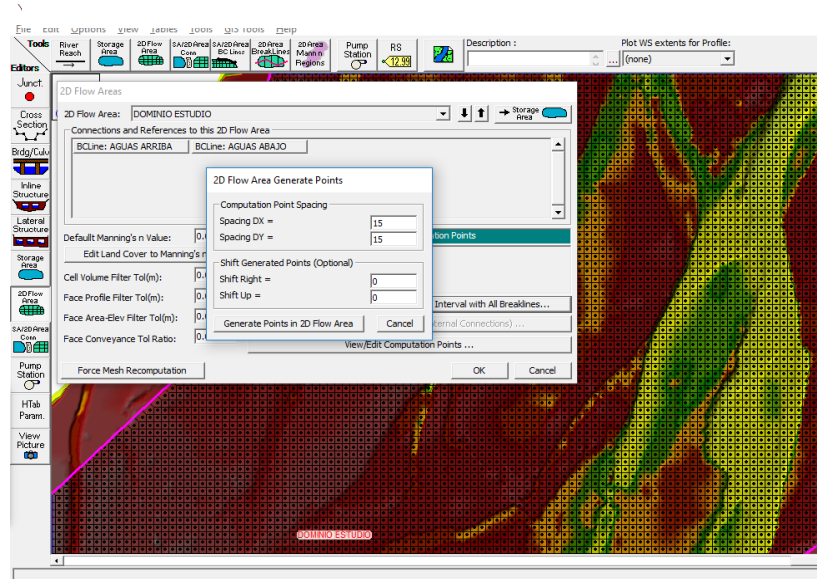 File Edit Options View Tables Tools GIS Tools Help
Tools
Editors
River Reach
Storage Area
2D Flow Area
SA/2D Area Conn
SA/2D Area BC Lines
2D Area BreakLines
2D Area Mann n Regions
Pump Station
RS
12.99
Description :
...
Plot WS extents for Profile:
(none)
Junct.
Cross Section
Brdg/Culv
Inline Structure
Lateral Structure
Storage Area
2D Flow Area
SA/2D Area Conn
Pump Station
HTab Param.
View Picture
2D Flow Areas
2D Flow Area: DOMINIO ESTUDIO
Storage Area
Connections and References to this 2D Flow Area
BCLine: AGUAS ARRIBA BCLine: AGUAS ABAJO
Default Manning's n Value: 0.
Edit Land Cover to Manning's n
Cell Volume Filter Tol(m): 0.
Face Profile Filter Tol(m): 0.
Face Area-Elev Filter Tol(m): 0.
Face Conveyance Tol Ratio: 0.
Points
Interval with All Breaklines...
Connections) ...
View/Edit Computation Points ...
Force Mesh Recomputation
OK Cancel
2D Flow Area Generate Points
Computation Point Spacing
Spacing DX = 15
Spacing DY = 15
Shift Generated Points (Optional)
Shift Right = 0
Shift Up = 0
Generate Points in 2D Flow Area Cancel
DOMINIO ESTUDIO